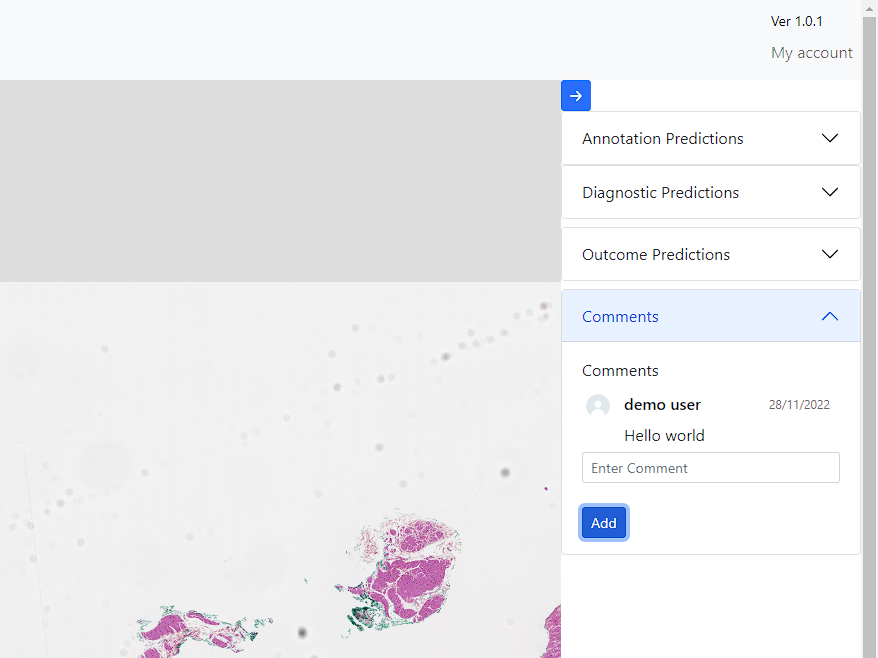 Ver 1.0.1
My account
Annotation Predictions
Diagnostic Predictions
Outcome Predictions
Comments
Comments
demo user 28/11/2022
Hello world
Enter Comment
Add